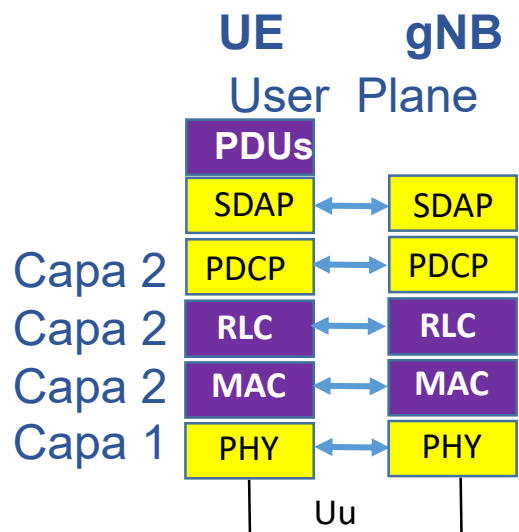 UE gNB
User Plane
PDUs
SDAP SDAP
Capa 2 PDCP PDCP
Capa 2 RLC RLC
Capa 2 MAC MAC
Capa 1 PHY PHY
Uu